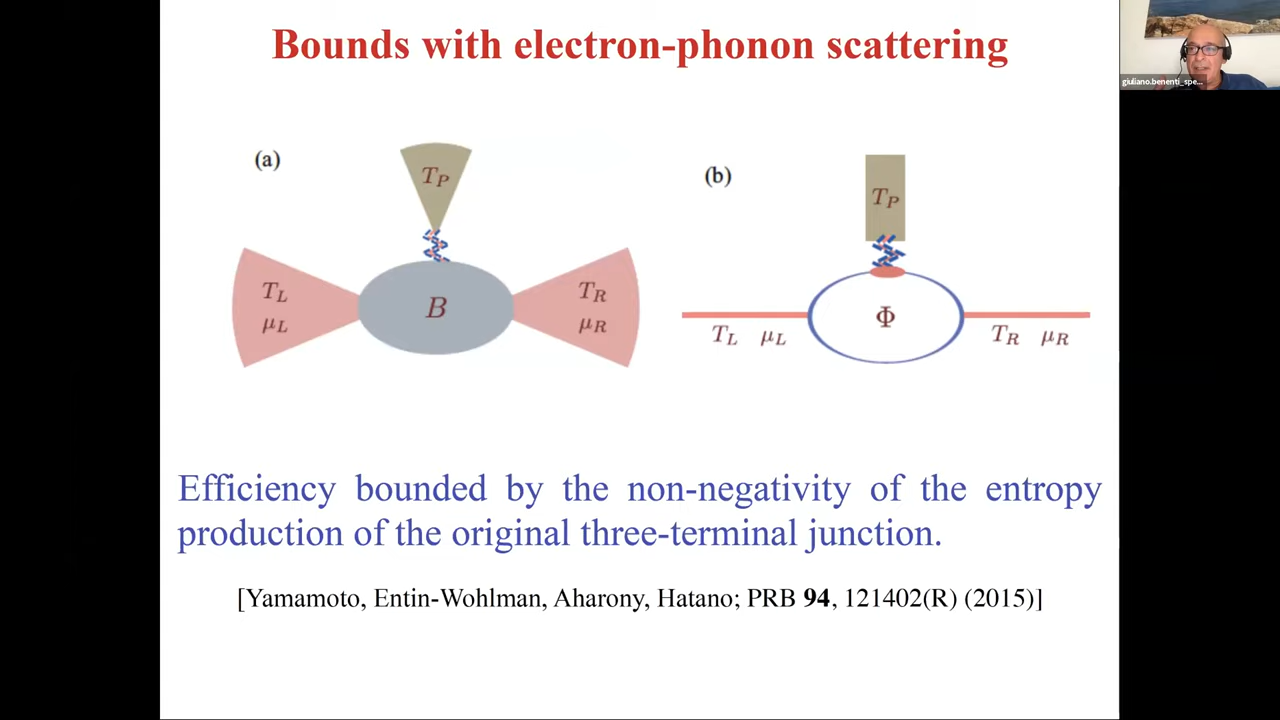 Bounds with electron-phonon scattering
giuliano.benenti_spe...
(a)
T_P
T_L
μ_L
B
T_R
μ_R
(b)
T_P
Φ
T_L μ_L
T_R μ_R
Efficiency bounded by the non-negativity of the entropy
production of the original three-terminal junction.
[Yamamoto, Entin-Wohlman, Aharony, Hatano; PRB 94, 121402(R) (2015)]